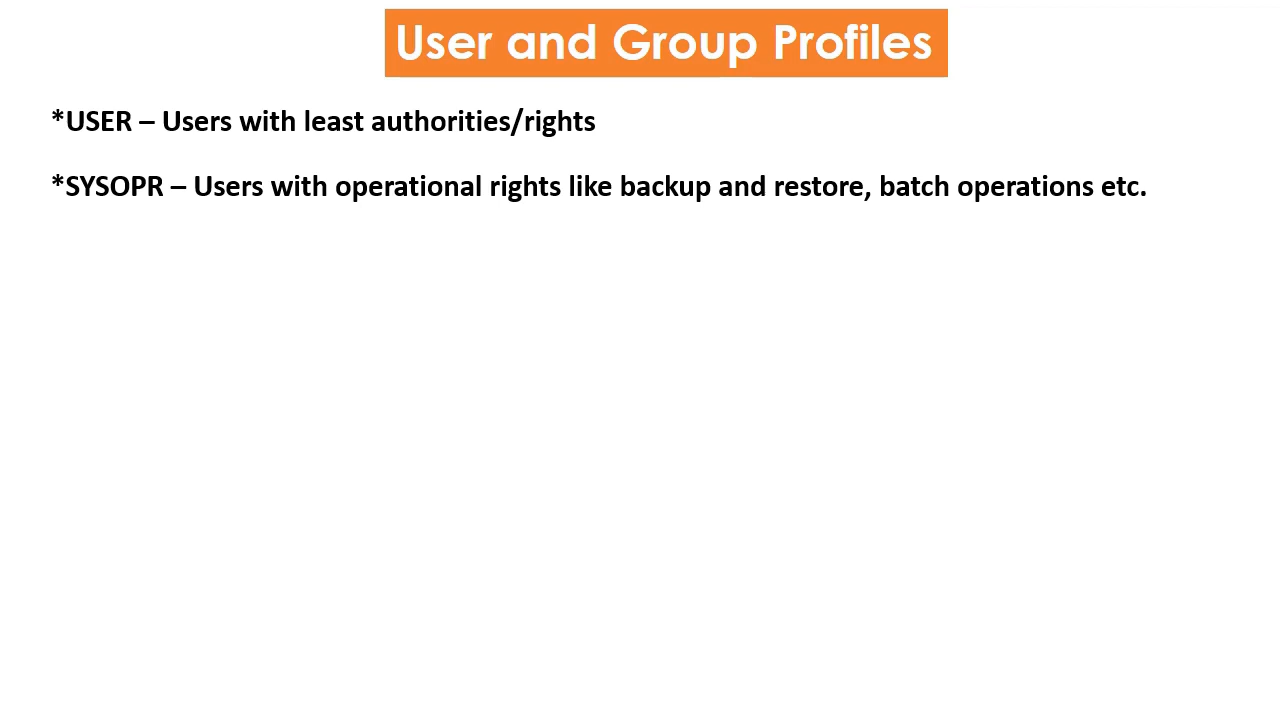 User and Group Profiles
*USER – Users with least authorities/rights
*SYSOPR – Users with operational rights like backup and restore, batch operations etc.